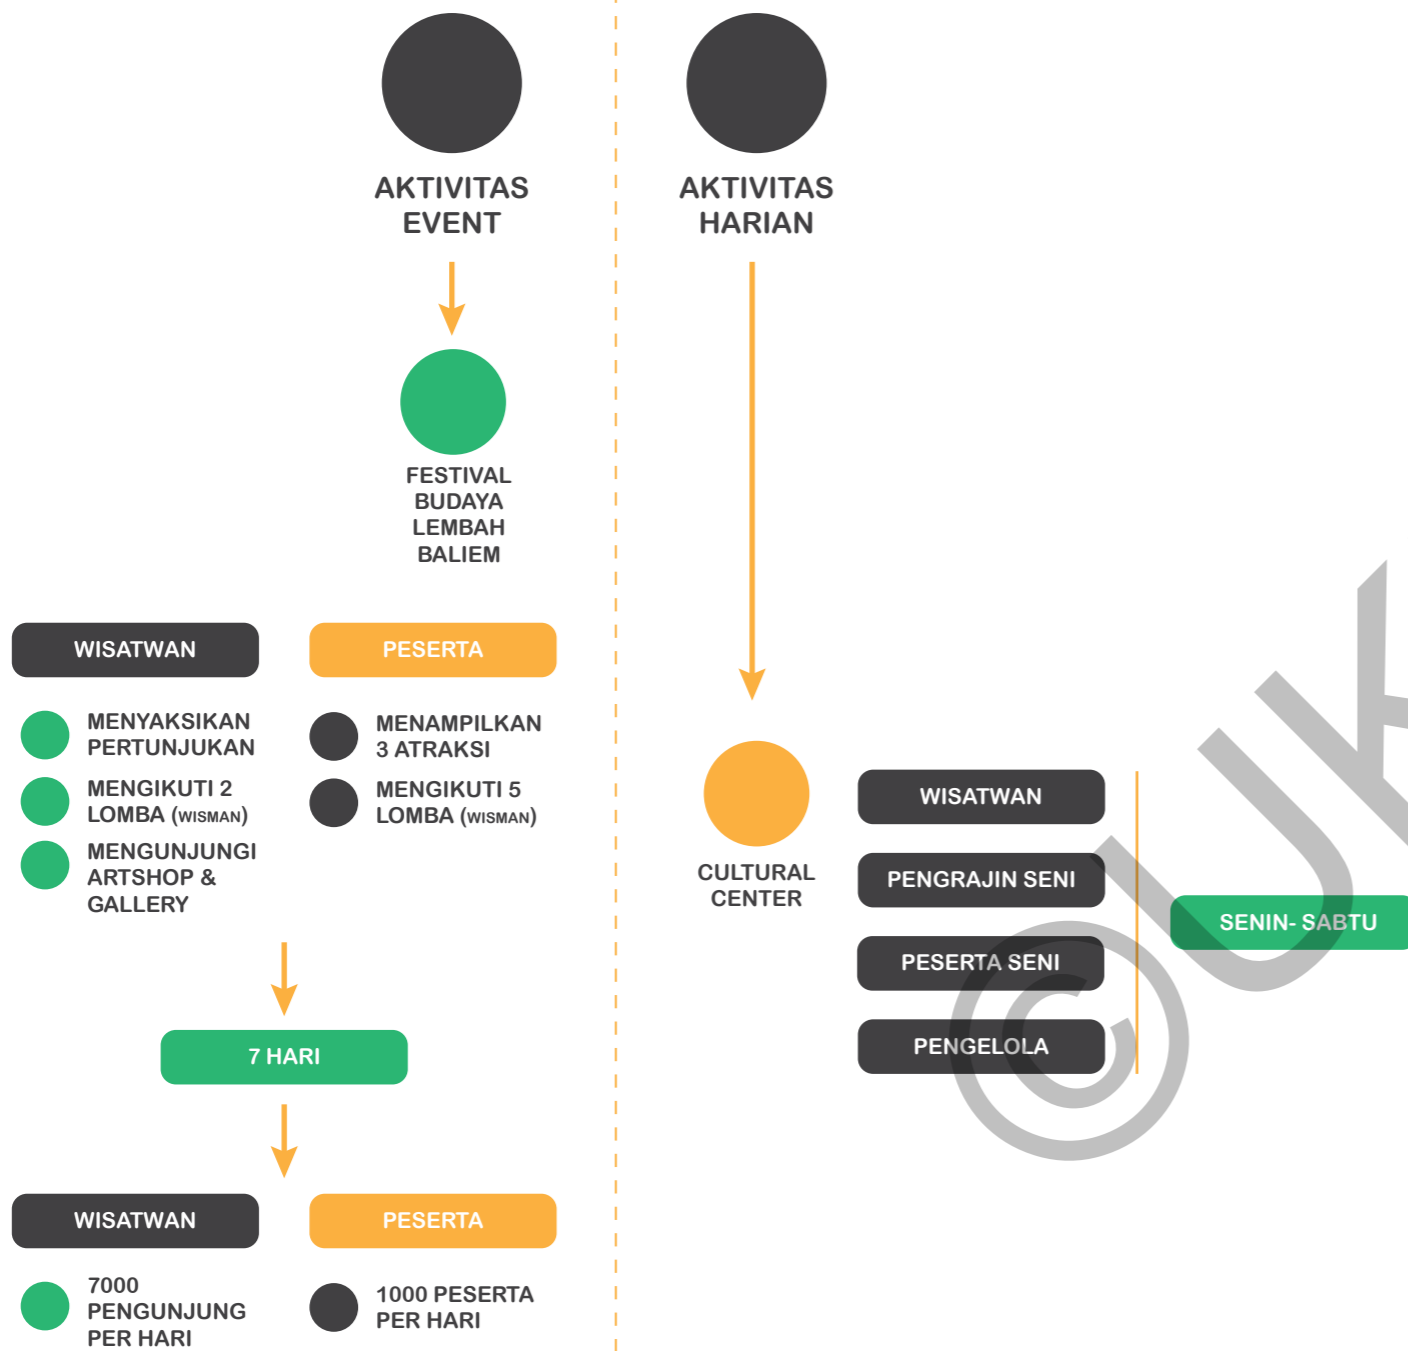 AKTIVITAS
EVENT
FESTIVAL
BUDAYA
LEMBAH
BALIEM
WISATWAN
MENYAKSIKAN
PERTUNJUKAN
MENGIKUTI 2
LOMBA (WISMAN)
MENGUNJUNGI
ARTSHOP &
GALLERY
PESERTA
MENAMPILKAN
3 ATRAKSI
MENGIKUTI 5
LOMBA (WISMAN)
7 HARI
WISATWAN
7000
PENGUNJUNG
PER HARI
PESERTA
1000 PESERTA
PER HARI
AKTIVITAS
HARIAN
CULTURAL
CENTER
WISATWAN
PENGRAJIN SENI
PESERTA SENI
PENGELOLA
SENIN- SABTU
©UK